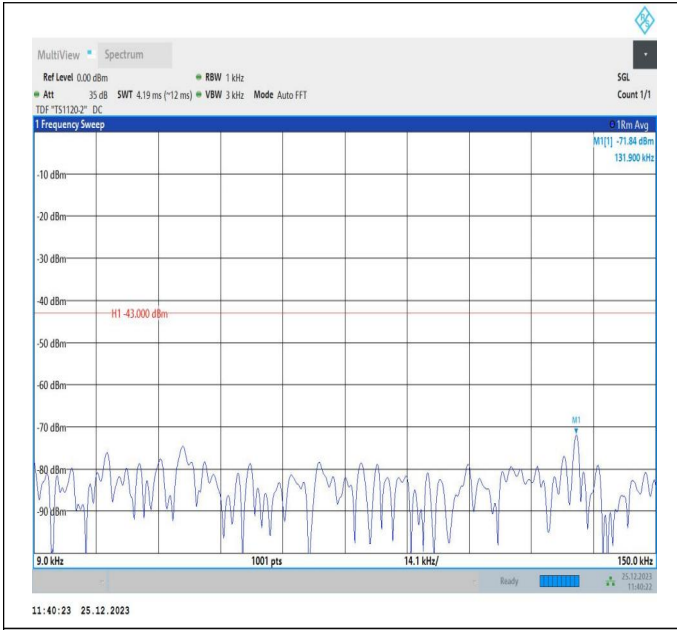 MultiView Spectrum
Ref Level 0.00 dBm RBW 1 kHz SGL
Att 35 dB SWT 4.19 ms (~12 ms) VBW 3 kHz Mode Auto FFT Count 1/1
TDF "TS1120-2" DC
1 Frequency Sweep 1Rm Avg
M1[1] -71.84 dBm
131.900 kHz
-10 dBm
-20 dBm
-30 dBm
-40 dBm
H1 -43.000 dBm
-50 dBm
-60 dBm
-70 dBm
M1
-80 dBm
-90 dBm
9.0 kHz 1001 pts 14.1 kHz/ 150.0 kHz
Ready 25.12.2023
11:40:22
11:40:23 25.12.2023